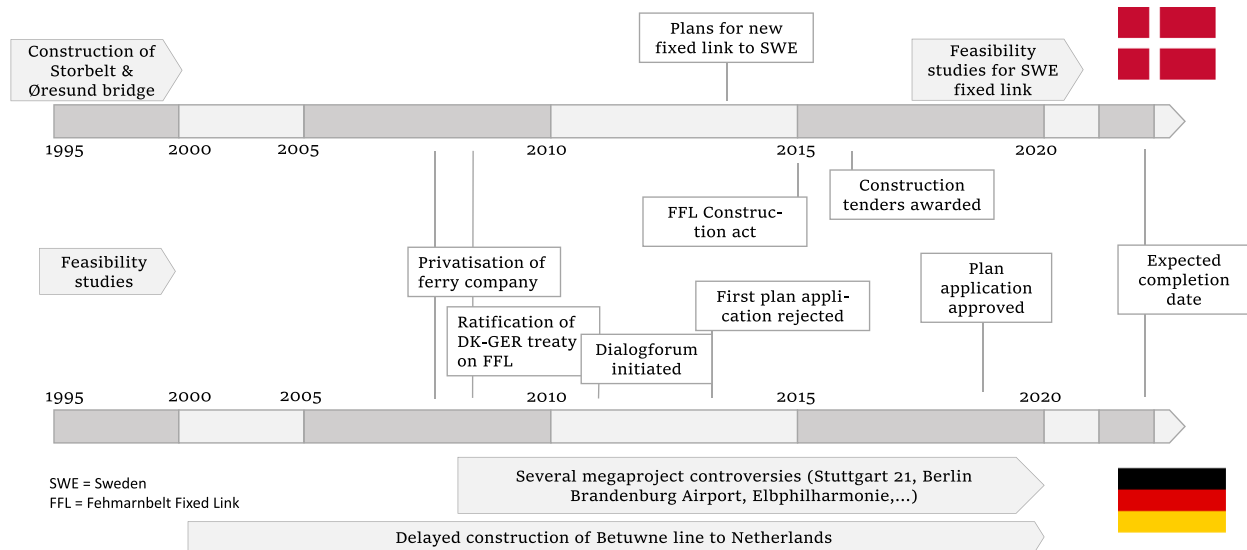 Construction of
Storbelt &
Øresund bridge
Plans for new
fixed link to SWE
Feasibility
studies for SWE
fixed link
1995
2000
2005
2010
2015
2020
Construction
tenders awarded
FFL Construc-
tion act
Feasibility
studies
Privatisation of
ferry company
Plan
application
approved
Expected
completion
date
First plan appli-
cation rejected
Ratification of
DK-GER treaty
on FFL
Dialogforum
initiated
1995
2000
2005
2010
2015
2020
SWE = Sweden
FFL = Fehmarnbelt Fixed Link
Several megaproject controversies (Stuttgart 21, Berlin
Brandenburg Airport, Elbphilharmonie,...)
Delayed construction of Betuwne line to Netherlands